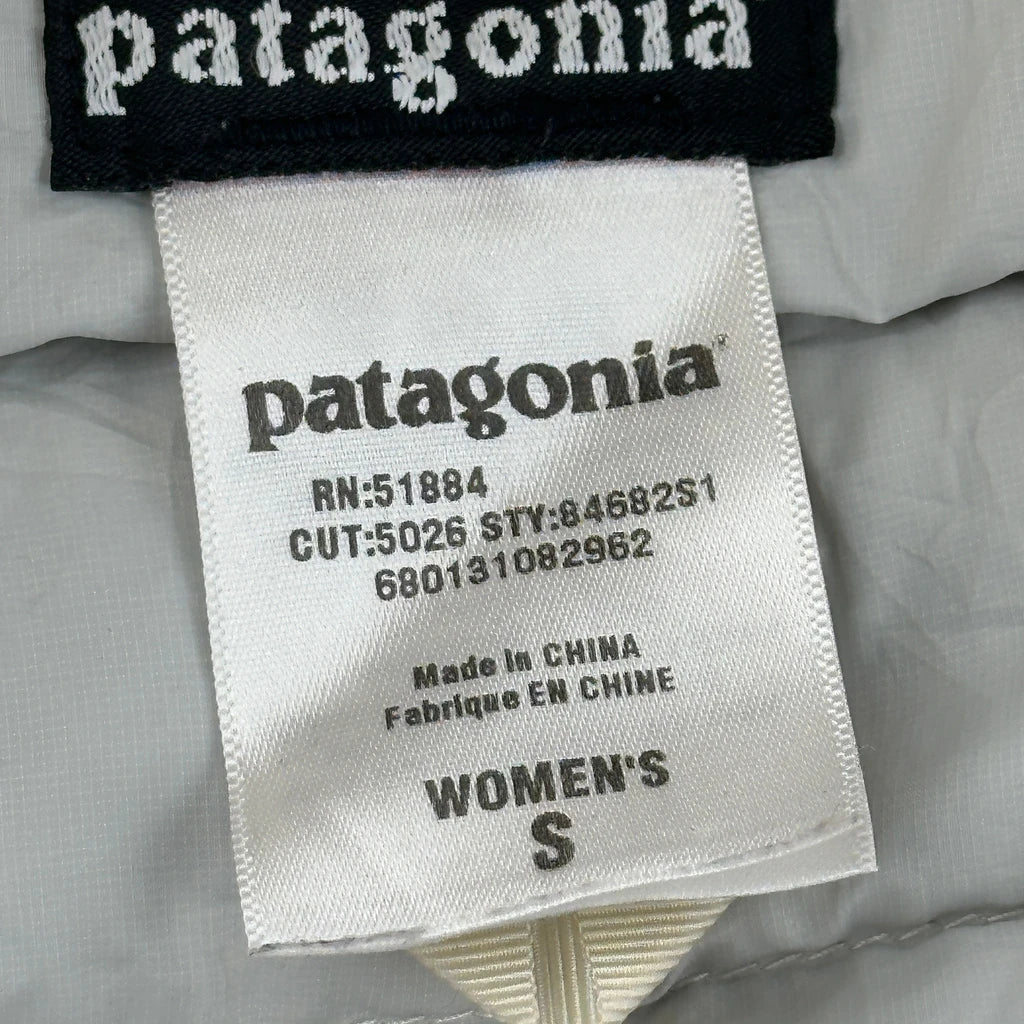 patagonia
patagonia®
RN:51884
CUT:5026 STY:84682S1
680131082962
Made in CHINA
Fabrique EN CHINE
WOMEN'S
S